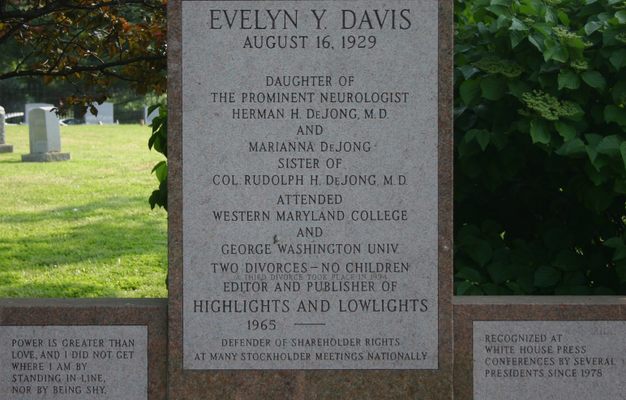 EVELYN Y. DAVIS
AUGUST 16, 1929
DAUGHTER OF
THE PROMINENT NEUROLOGIST
HERMAN H. DEJONG, M.D.
AND
MARIANNA DEJONG
SISTER OF
COL. RUDOLPH H. DEJONG, M.D.
ATTENDED
WESTERN MARYLAND COLLEGE
AND
GEORGE WASHINGTON UNIV.
TWO DIVORCES – NO CHILDREN
A THIRD DIVORCE TOOK PLACE IN 1994
EDITOR AND PUBLISHER OF
HIGHLIGHTS AND LOWLIGHTS
1965 —
DEFENDER OF SHAREHOLDER RIGHTS
AT MANY STOCKHOLDER MEETINGS NATIONALLY
POWER IS GREATER THAN
LOVE, AND I DID NOT GET
WHERE I AM BY
STANDING IN-LINE,
NOR BY BEING SHY.
RECOGNIZED AT
WHITE HOUSE PRESS
CONFERENCES BY SEVERAL
PRESIDENTS SINCE 1978